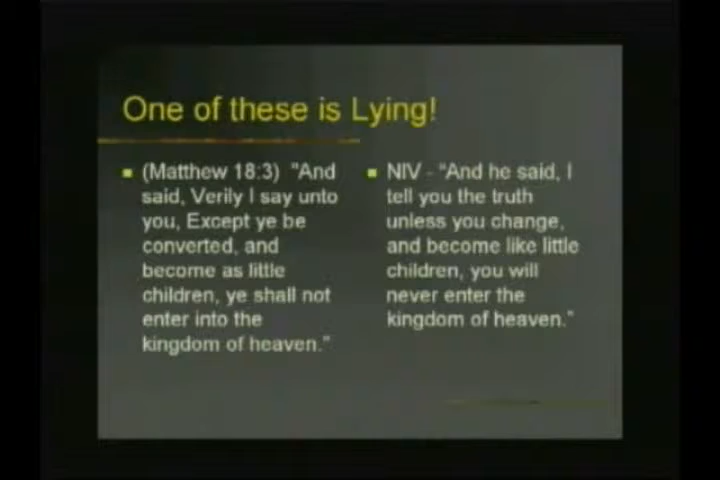 One of these is Lying!
(Matthew 18:3) "And
said, Verily I say unto
you, Except ye be
converted, and
become as little
children, ye shall not
enter into the
kingdom of heaven."
NIV - "And he said, I
tell you the truth
unless you change,
and become like little
children, you will
never enter the
kingdom of heaven."